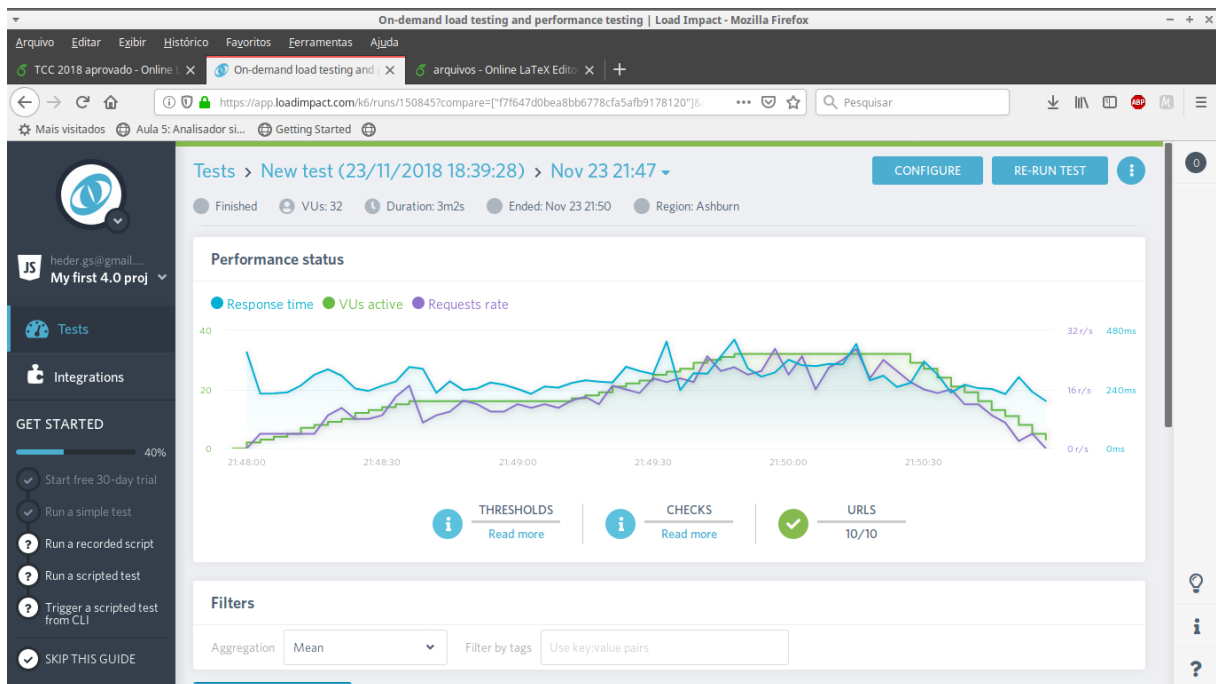 On-demand load testing and performance testing | Load Impact - Mozilla Firefox
Arquivo Editar Exibir Histórico Favoritos Ferramentas Ajuda
TCC 2018 aprovado - Online L
On-demand load testing and p
arquivos - Online LaTeX Edito
https://app.loadimpact.com/k6/runs/150845?compare=["f7f647d0bea8bb6778cfa5afb9178120"]&
Pesquisar
ABP
Mais visitados Aula 5: Analisador si... Getting Started
0
Tests > New test (23/11/2018 18:39:28) > Nov 23 21:47
CONFIGURE
RE-RUN TEST
Finished VUs: 32 Duration: 3m2s Ended: Nov 23 21:50 Region: Ashburn
JS
heder.gs@gmail....
My first 4.0 proj
Tests
Integrations
GET STARTED
40%
Start free 30-day trial
Run a simple test
Run a recorded script
Run a scripted test
Trigger a scripted test
from CLI
SKIP THIS GUIDE
Performance status
Response time VUs active Requests rate
40 32 r/s 480ms
20 16 r/s 240ms
0 0 r/s 0ms
21:48:00 21:48:30 21:49:00 21:49:30 21:50:00 21:50:30
THRESHOLDS
Read more
CHECKS
Read more
URLS
10/10
Filters
Aggregation Mean Filter by tags Use key:value pairs